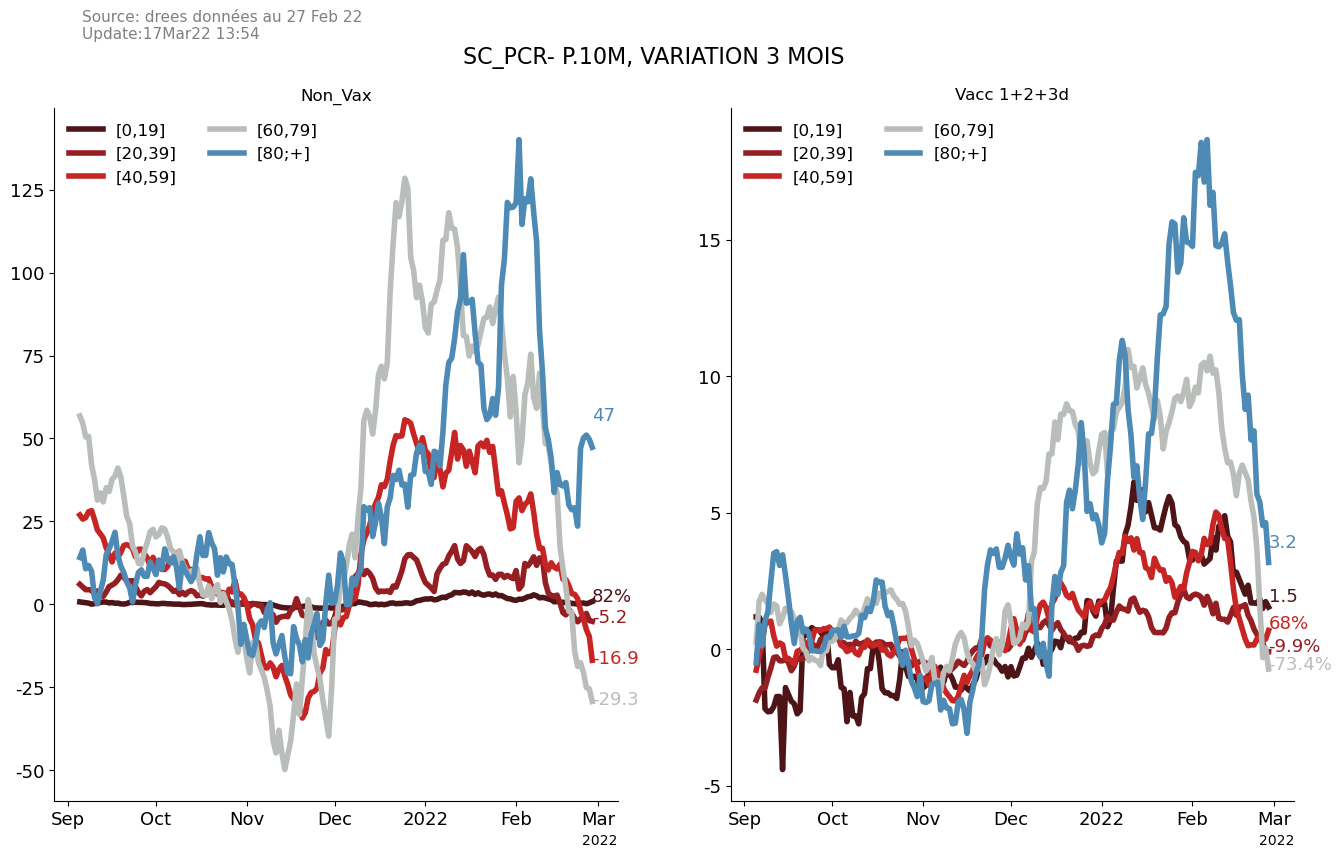 Source: drees données au 27 Feb 22
Update:17Mar22 13:54
SC_PCR- P.10M, VARIATION 3 MOIS
Non_Vax
[0,19]
[20,39]
[40,59]
[60,79]
[80;+]
125
100
75
50
25
0
-25
-50
47
82%
-5.2
-16.9
-29.3
Sep
Oct
Nov
Dec
2022
Feb
Mar
2022
Vacc 1+2+3d
[0,19]
[20,39]
[40,59]
[60,79]
[80;+]
15
10
5
0
-5
3.2
1.5
68%
-9.9%
-73.4%
Sep
Oct
Nov
Dec
2022
Feb
Mar
2022